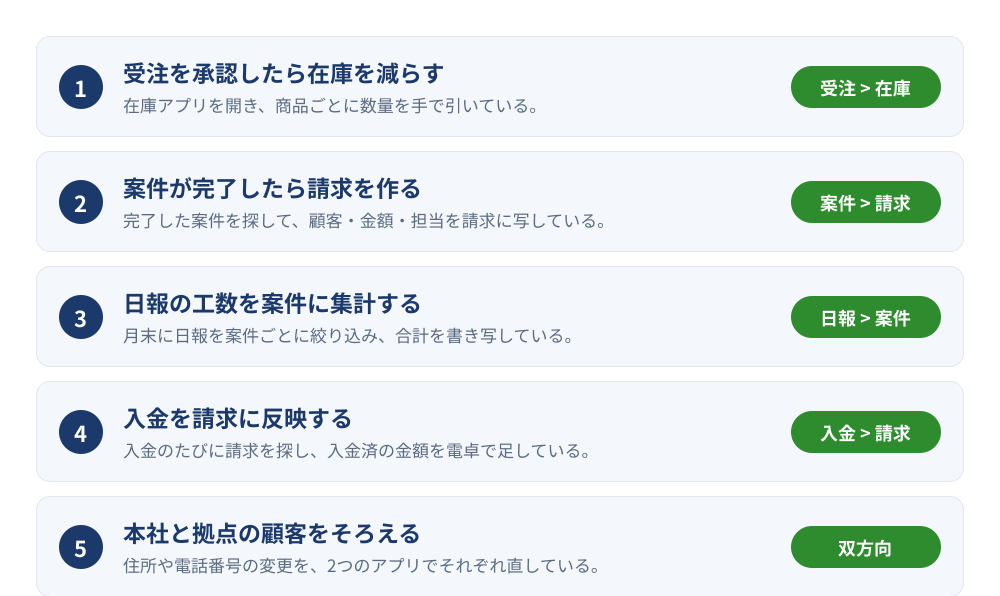 1
受注を承認したら在庫を減らす
在庫アプリを開き、商品ごとに数量を手で引いている。
受注 > 在庫
2
案件が完了したら請求を作る
完了した案件を探して、顧客・金額・担当を請求に写している。
案件 > 請求
3
日報の工数を案件に集計する
月末に日報を案件ごとに絞り込み、合計を書き写している。
日報 > 案件
4
入金を請求に反映する
入金のたびに請求を探し、入金済の金額を電卓で足している。
入金 > 請求
5
本社と拠点の顧客をそろえる
住所や電話番号の変更を、2つのアプリでそれぞれ直している。
双方向